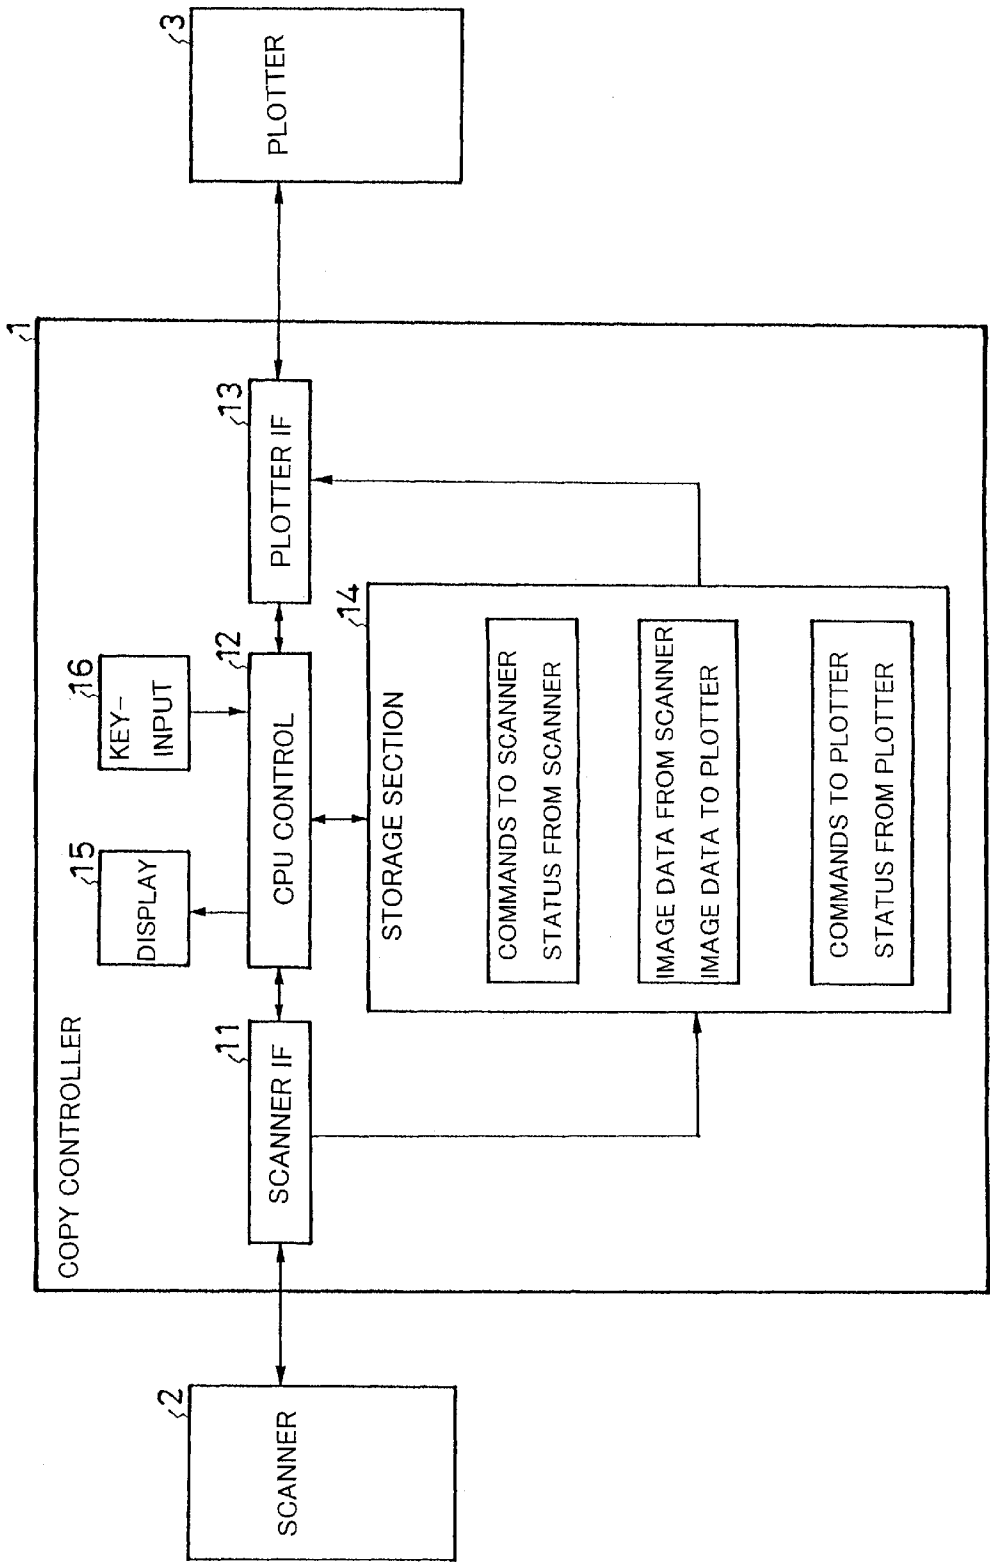 1
COPY CONTROLLER
15
DISPLAY
16
KEY-
INPUT
2
SCANNER
11
SCANNER IF
12
CPU CONTROL
13
PLOTTER IF
3
PLOTTER
14
STORAGE SECTION
COMMANDS TO SCANNER
STATUS FROM SCANNER
IMAGE DATA FROM SCANNER
IMAGE DATA TO PLOTTER
COMMANDS TO PLOTTER
STATUS FROM PLOTTER